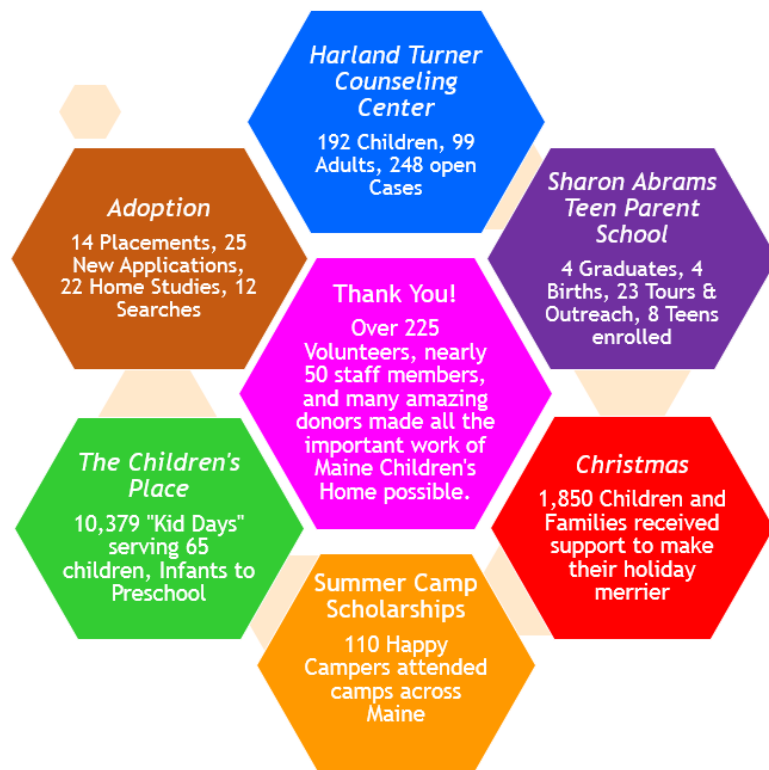 Harland Turner
Counseling
Center
192 Children, 99
Adults, 248 open
Cases
Sharon Abrams
Teen Parent
School
4 Graduates, 4
Births, 23 Tours &
Outreach, 8 Teens
enrolled
Adoption
14 Placements, 25
New Applications,
22 Home Studies, 12
Searches
Thank You!
Over 225
Volunteers, nearly
50 staff members,
and many amazing
donors made all the
important work of
Maine Children's
Home possible.
The Children's
Place
10,379 "Kid Days"
serving 65
children, Infants to
Preschool
Christmas
1,850 Children and
Families received
support to make
their holiday
merrier
Summer Camp
Scholarships
110 Happy
Campers attended
camps across
Maine